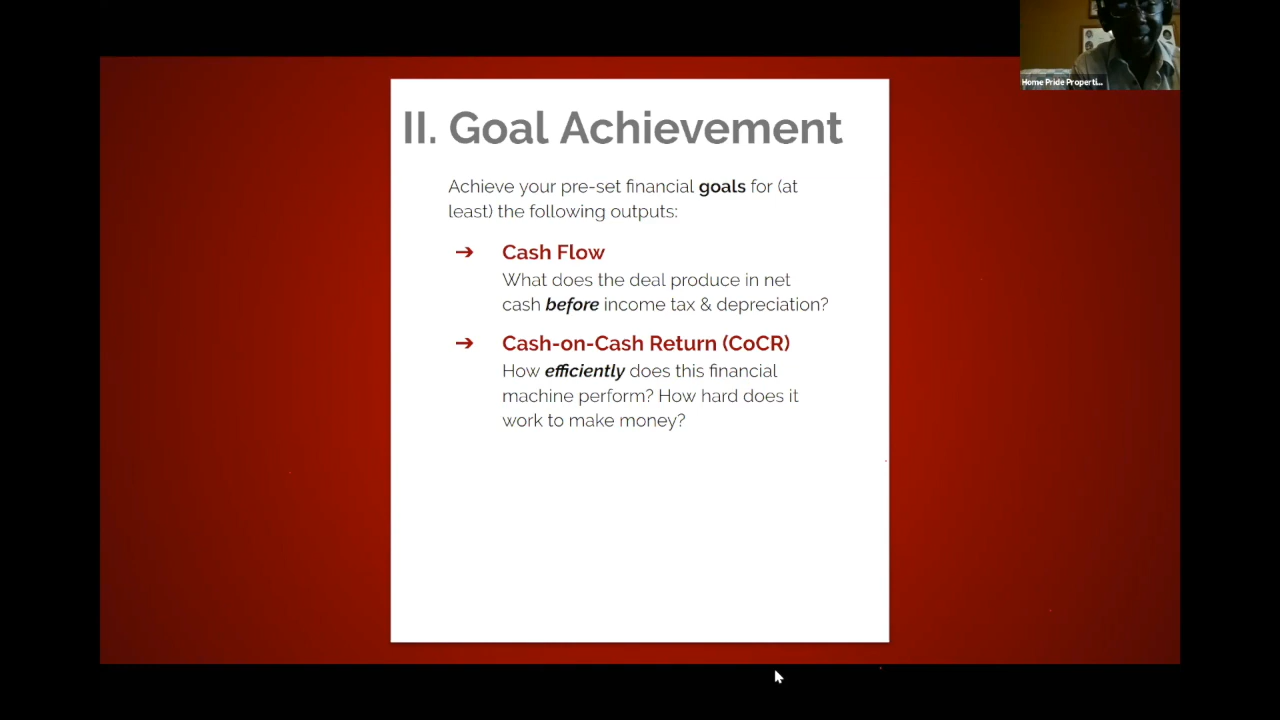 Home Pride Properti...
II. Goal Achievement
Achieve your pre-set financial goals for (at
least) the following outputs:
➔ Cash Flow
What does the deal produce in net
cash before income tax & depreciation?
➔ Cash-on-Cash Return (CoCR)
How efficiently does this financial
machine perform? How hard does it
work to make money?